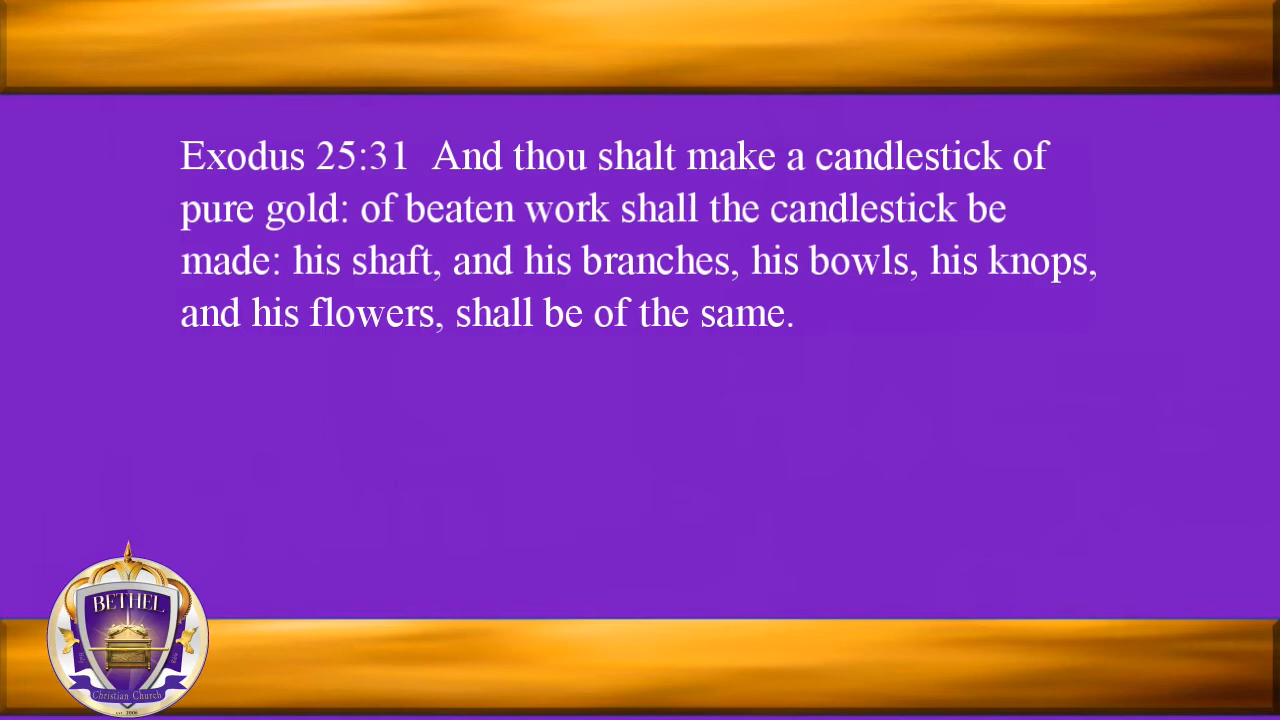 Exodus 25:31  And thou shalt make a candlestick of
pure gold: of beaten work shall the candlestick be
made: his shaft, and his branches, his bowls, his knops,
and his flowers, shall be of the same.
BETHEL
Christian Church
EST. 2006